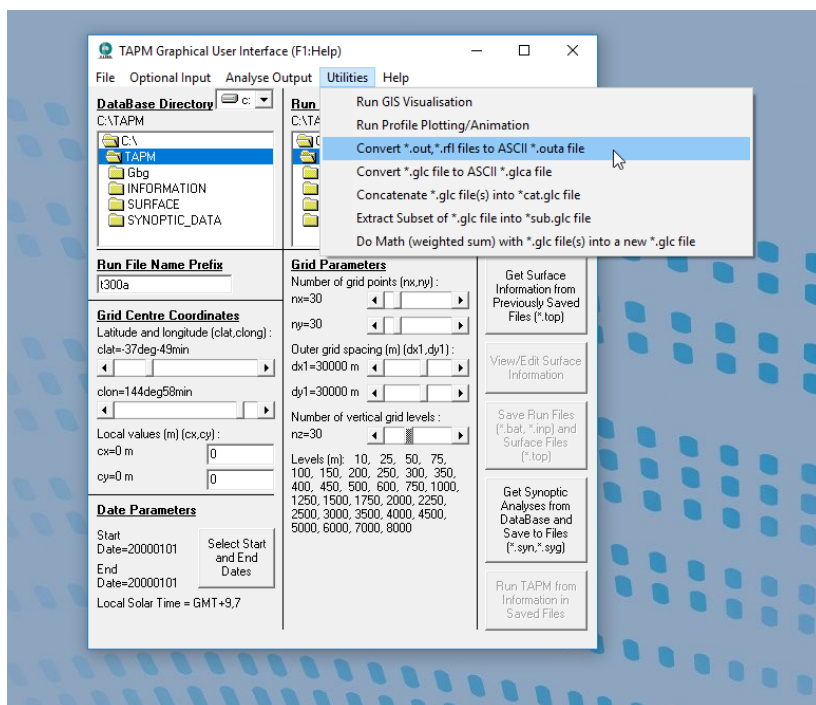 TAPM Graphical User Interface (F1:Help)
File Optional Input Analyse Output Utilities Help
Run GIS Visualisation
Run Profile Plotting/Animation
Convert *.out,*.rfl files to ASCII *.outa file
Convert *.glc file to ASCII *.glca file
Concatenate *.glc file(s) into *cat.glc file
Extract Subset of *.glc file into *sub.glc file
Do Math (weighted sum) with *.glc file(s) into a new *.glc file
DataBase Directory
c:
C:\TAPM
C:\
TAPM
Gbg
INFORMATION
SURFACE
SYNOPTIC_DATA
Run
Run File Name Prefix
t300a
Grid Centre Coordinates
Latitude and longitude (clat,clong) :
clat=-37deg-49min
clon=144deg58min
Local values (m) (cx,cy) :
cx=0 m
0
cy=0 m
0
Date Parameters
Start
Date=20000101
End
Date=20000101
Select Start
and End
Dates
Local Solar Time = GMT+9,7
Grid Parameters
Number of grid points (nx,ny) :
nx=30
ny=30
Outer grid spacing (m) (dx1,dy1) :
dx1=30000 m
dy1=30000 m
Number of vertical grid levels :
nz=30
Levels (m): 10, 25, 50, 75,
100, 150, 200, 250, 300, 350,
400, 450, 500, 600, 750, 1000,
1250, 1500, 1750, 2000, 2250,
2500, 3000, 3500, 4000, 4500,
5000, 6000, 7000, 8000
Get Surface
Information from
Previously Saved
Files (*.top)
View/Edit Surface
Information
Save Run Files
(*.bat, *.inp) and
Surface Files
(*.top)
Get Synoptic
Analyses from
DataBase and
Save to Files
(*.syn,*.syg)
Run TAPM from
Information in
Saved Files